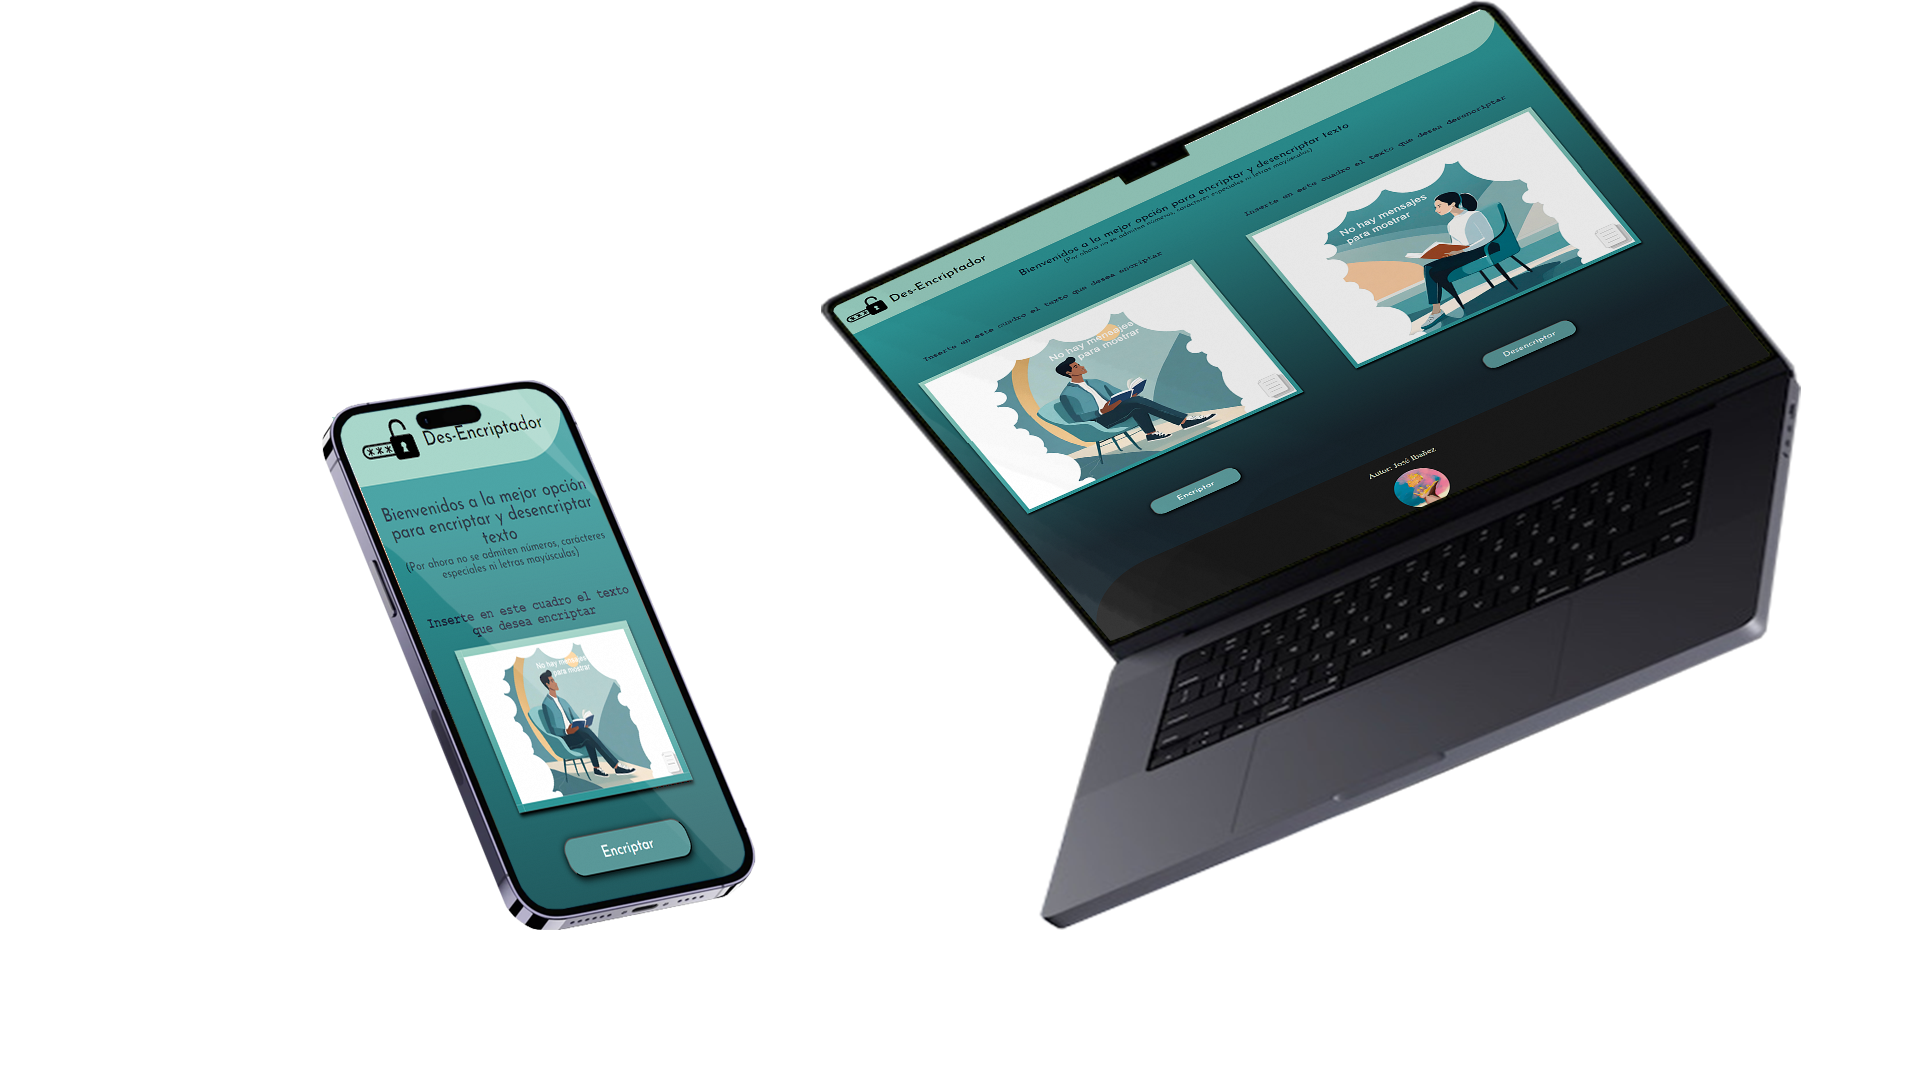 Des-Encriptador
Bienvenidos a la mejor opción
para encriptar y desencriptar
texto
(Por ahora no se admiten números, carácteres
especiales ni letras mayúsculas)
Inserte en este cuadro el texto
que desea encriptar
No hay mensajes
para mostrar
Encriptar
Des-Encriptador
Bienvenidos a la mejor opción para encriptar y desencriptar texto
(Por ahora no se admiten números, carácteres especiales ni letras mayúsculas)
Inserte en este cuadro el texto que desea encriptar
No hay mensajes
para mostrar
Encriptar
Inserte en este cuadro el texto que desea desencriptar
No hay mensajes
para mostrar
Desencriptar
Autor: José Ibañez